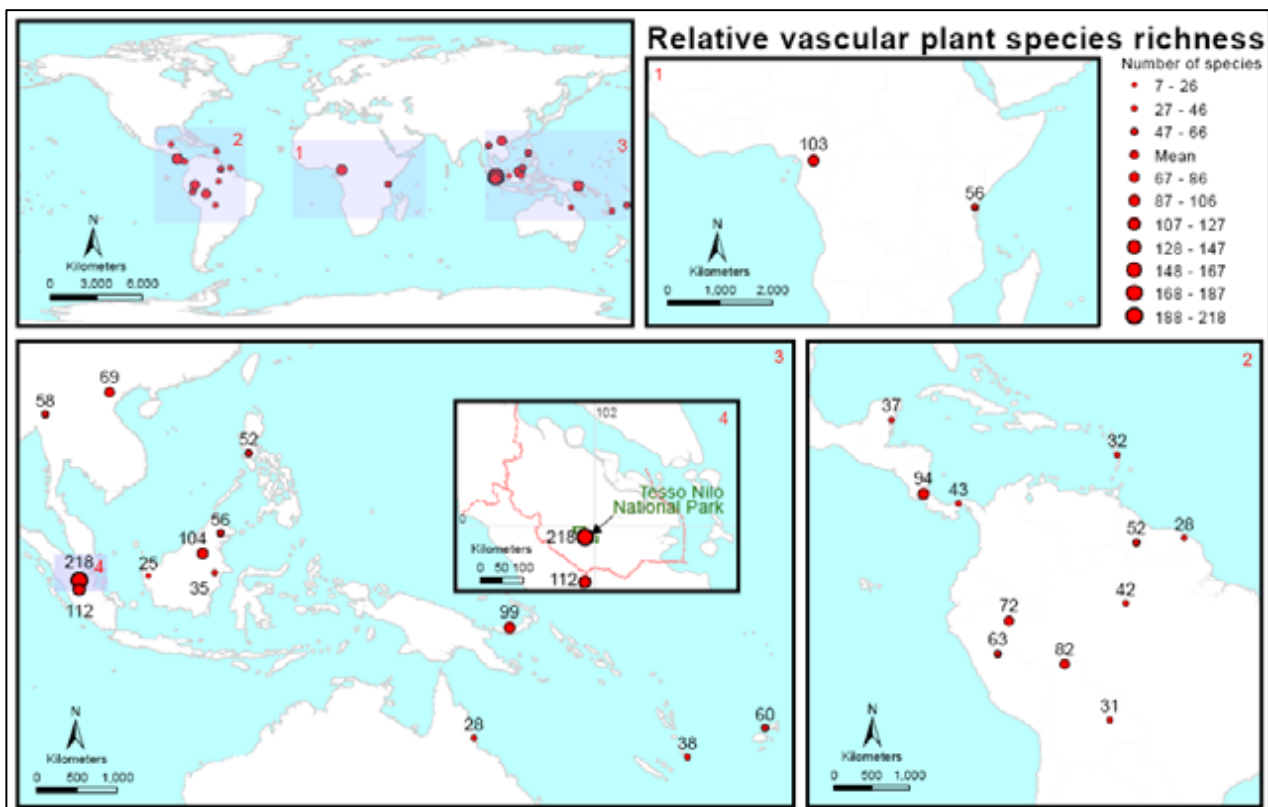 Relative vascular plant species richness
Number of species
7 - 26
27 - 46
47 - 66
Mean
67 - 86
87 - 106
107 - 127
128 - 147
148 - 167
168 - 187
188 - 218
2
1
3
N
Kilometers
0 3,000 6,000
1
103
56
N
Kilometers
0 1,000 2,000
3
69
58
52
56
104
218
4
25
35
112
99
28
38
60
N
Kilometers
0 500 1,000
4
102
Tesso Nilo
National Park
0
218
Kilometers
0 50 100
112
2
37
32
94
43
52
28
42
72
63
82
31
N
Kilometers
0 500 1,000